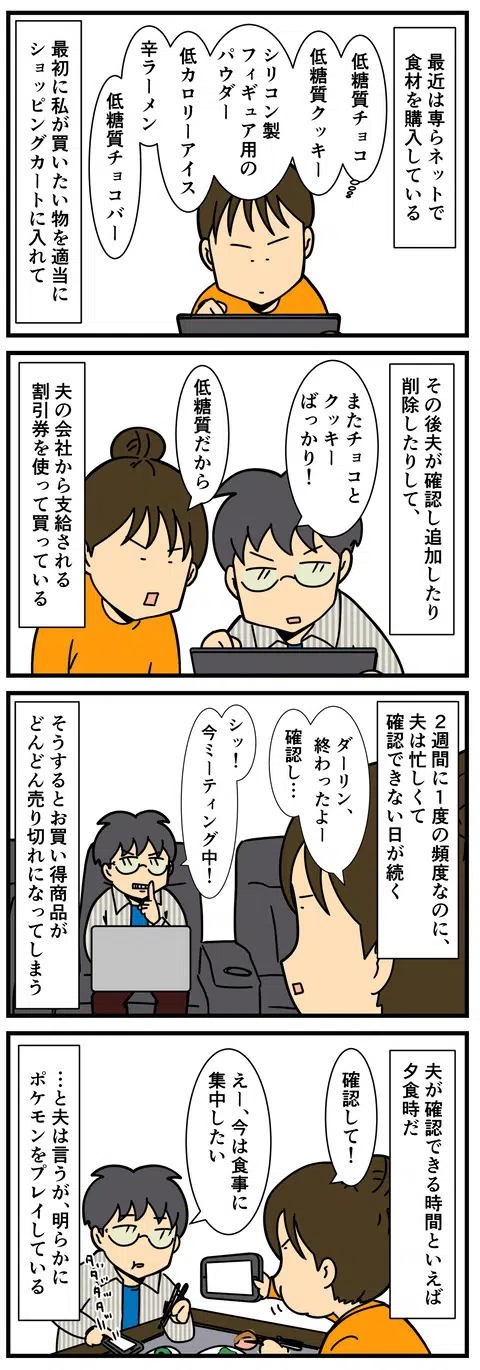 最近は専らネットで
食材を購入している
低糖質チョコ
低糖質クッキー
シリコン製
フィギュア用の
パウダー
低カロリーアイス
辛ラーメン
低糖質チョコバー
最初に私が買いたい物を適当に
ショッピングカートに入れて
その後夫が確認し追加したり
削除したりして、
またチョコと
クッキー
ばっかり！
低糖質だから
夫の会社から支給される
割引券を使って買っている
２週間に１度の頻度なのに、
夫は忙しくて
確認できない日が続く
ダーリン、
終わったよー
確認し…
シッ！
今ミーティング中！
そうするとお買い得商品が
どんどん売り切れになってしまう
夫が確認できる時間といえば
夕食時だ
確認して！
えー、今は食事に
集中したい
…と夫は言うが、明らかに
ポケモンをプレイしている
タダダダダッ